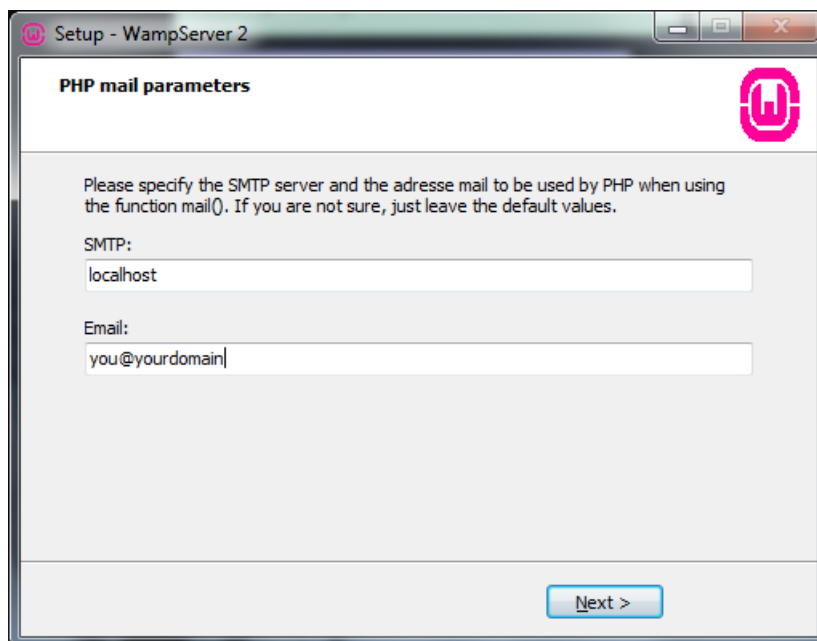 Setup - WampServer 2
PHP mail parameters
Please specify the SMTP server and the adresse mail to be used by PHP when using
the function mail(). If you are not sure, just leave the default values.
SMTP:
localhost
Email:
you@yourdomain
Next >